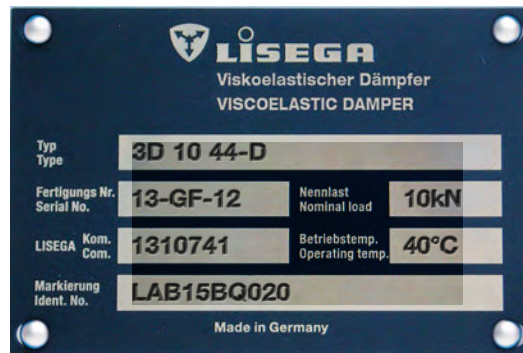 LISEGA
Viskoelastischer Dämpfer
VISCOELASTIC DAMPER
Typ
Type
3D 10 44-D
Fertigungs Nr.
Serial No.
13-GF-12
Nennlast
Nominal load
10kN
LISEGA Kom.
Com.
1310741
Betriebstemp.
Operating temp.
40°C
Markierung
Ident. No.
LAB15BQ020
Made in Germany